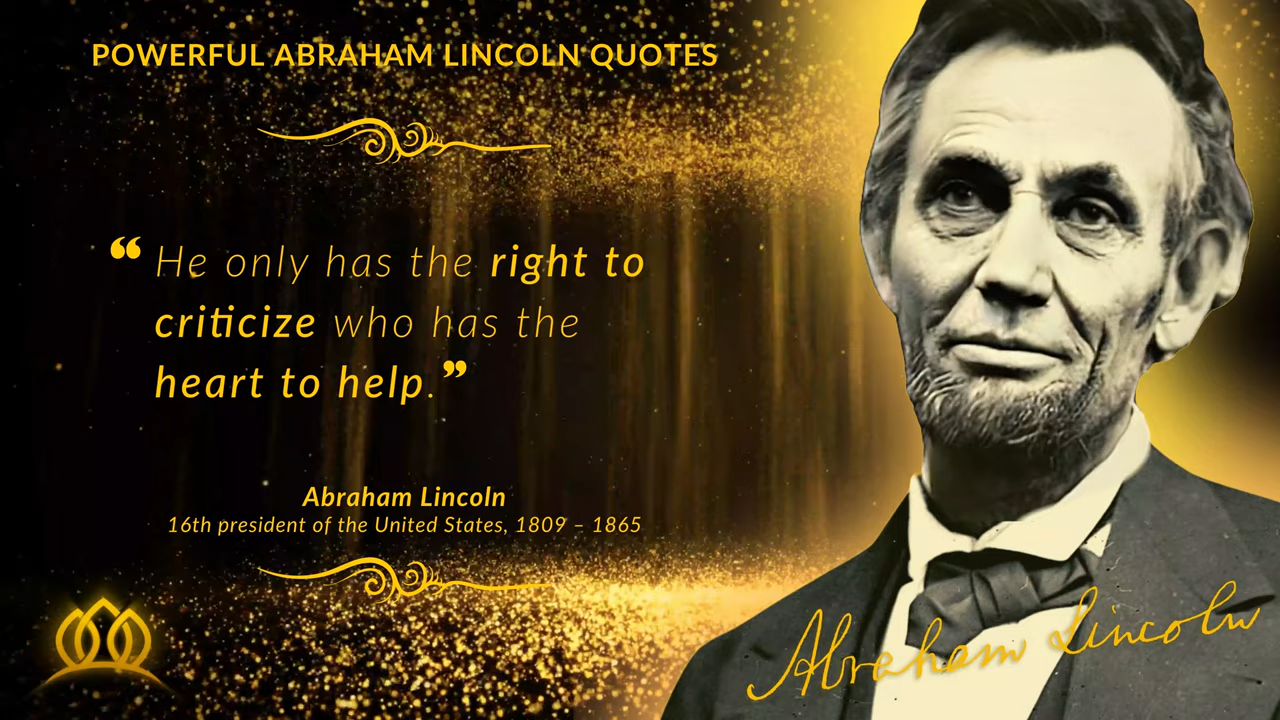 POWERFUL ABRAHAM LINCOLN QUOTES
“He only has the right to
criticize who has the
heart to help.”
Abraham Lincoln
16th president of the United States, 1809 – 1865
Abraham Lincoln